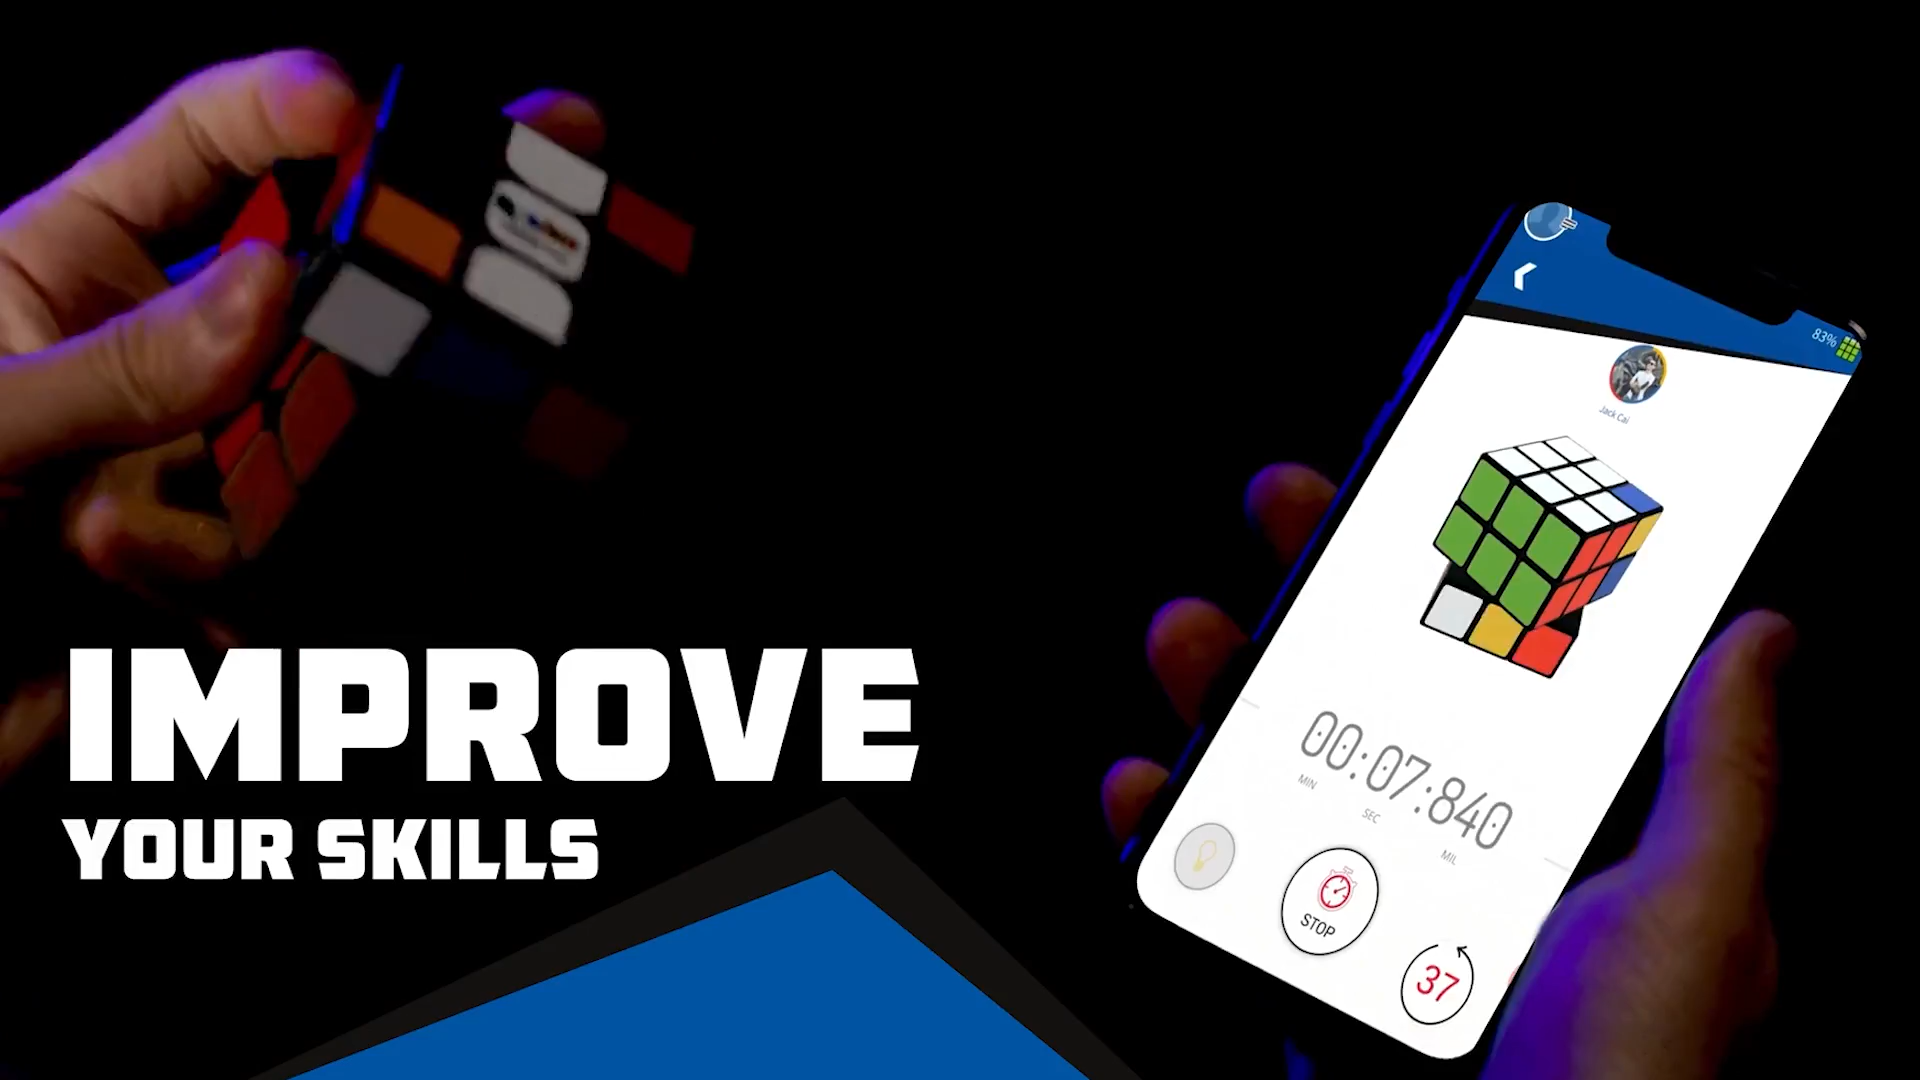 IMPROVE
YOUR SKILLS
83%
Jack Cai
00:07:840
MIN
SEC
MIL
STOP
37